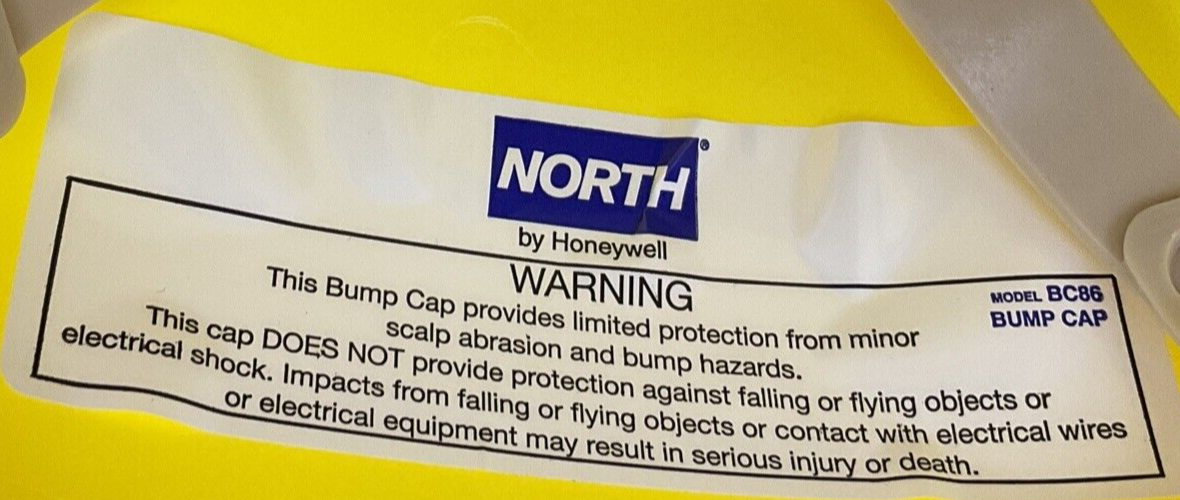 NORTH®
by Honeywell
WARNING
MODEL BC86
BUMP CAP
This Bump Cap provides limited protection from minor
scalp abrasion and bump hazards.
This cap DOES NOT provide protection against falling or flying objects or
electrical shock. Impacts from falling or flying objects or contact with electrical wires
or electrical equipment may result in serious injury or death.